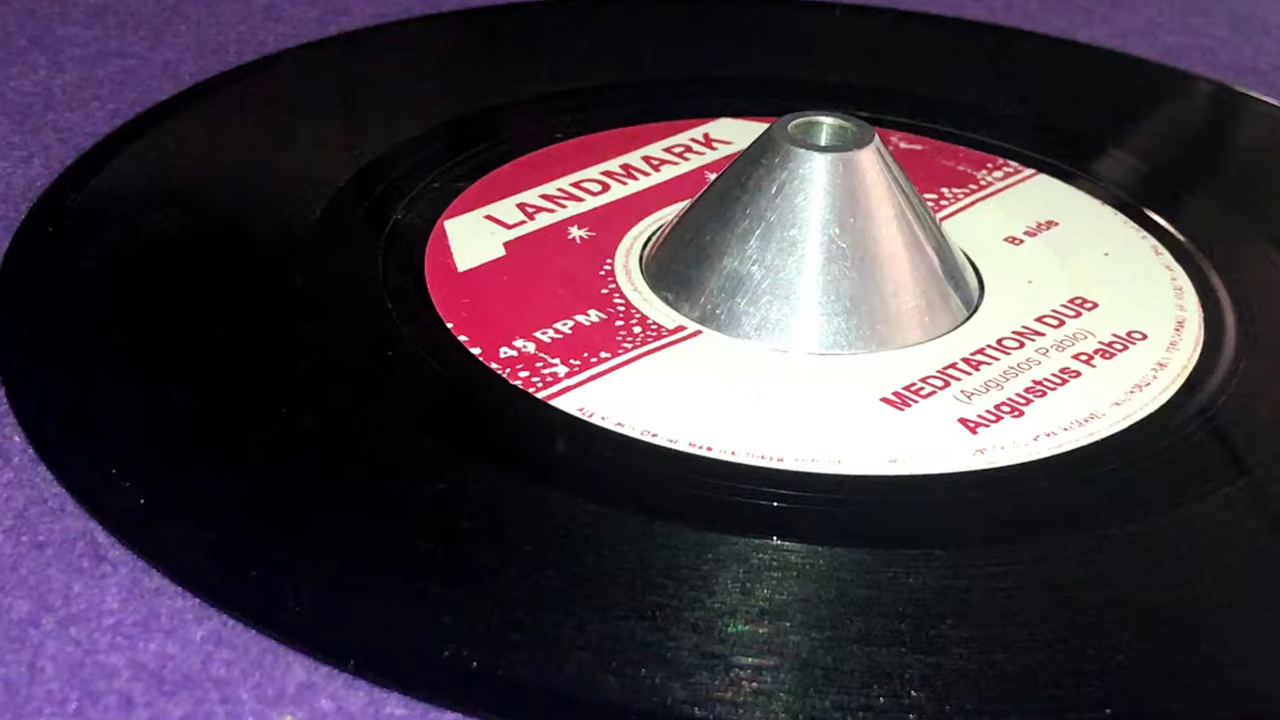 LANDMARK
45 RPM
B side
MEDITATION DUB
(Augustos Pablo)
Augustus Pablo